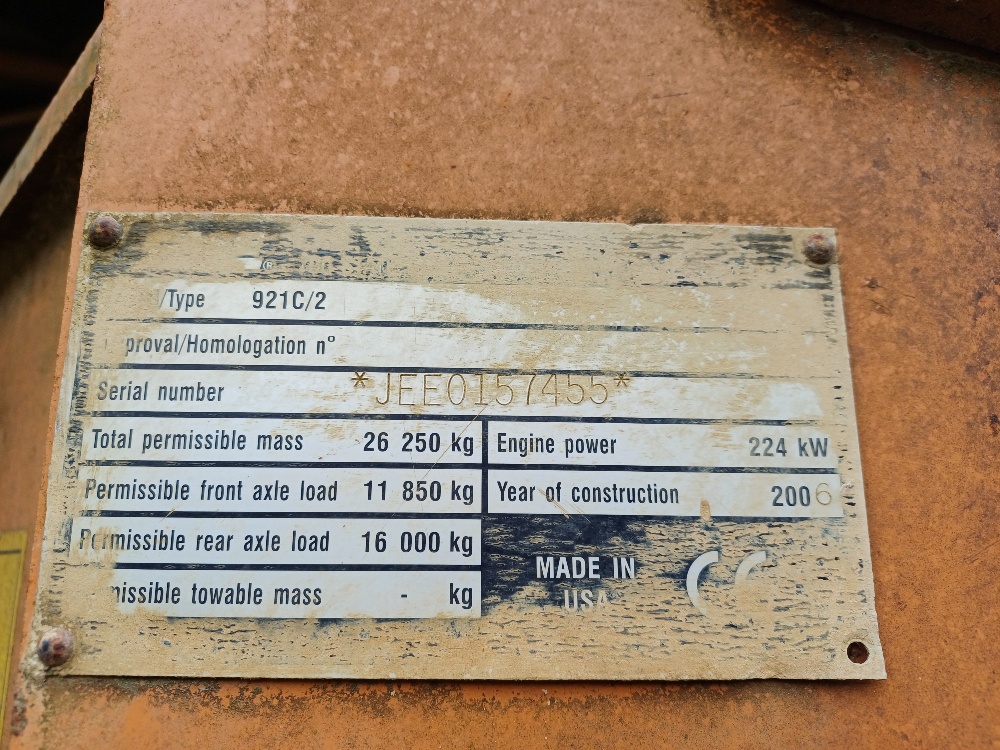 /Type 921C/2
proval/Homologation n°
Serial number *JEE0157455*
Total permissible mass 26 250 kg Engine power 224 kW
Permissible front axle load 11 850 kg Year of construction 2006
Permissible rear axle load 16 000 kg
missible towable mass - kg
MADE IN
USA
CE